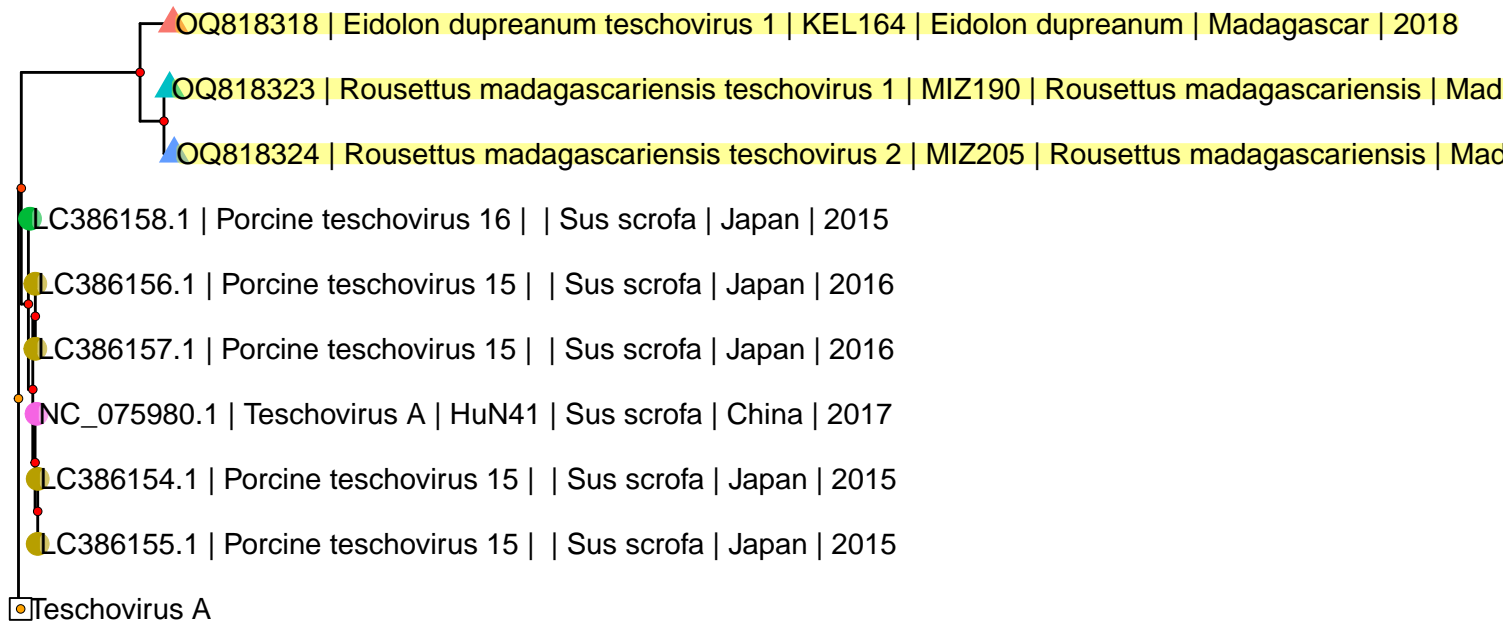 OQ818318 | Eidolon dupreanum teschovirus 1 | KEL164 | Eidolon dupreanum | Madagascar | 2018
OQ818323 | Rousettus madagascariensis teschovirus 1 | MIZ190 | Rousettus madagascariensis | Mad
OQ818324 | Rousettus madagascariensis teschovirus 2 | MIZ205 | Rousettus madagascariensis | Mad
LC386158.1 | Porcine teschovirus 16 | | Sus scrofa | Japan | 2015
LC386156.1 | Porcine teschovirus 15 | | Sus scrofa | Japan | 2016
LC386157.1 | Porcine teschovirus 15 | | Sus scrofa | Japan | 2016
NC_075980.1 | Teschovirus A | HuN41 | Sus scrofa | China | 2017
LC386154.1 | Porcine teschovirus 15 | | Sus scrofa | Japan | 2015
LC386155.1 | Porcine teschovirus 15 | | Sus scrofa | Japan | 2015
Teschovirus A